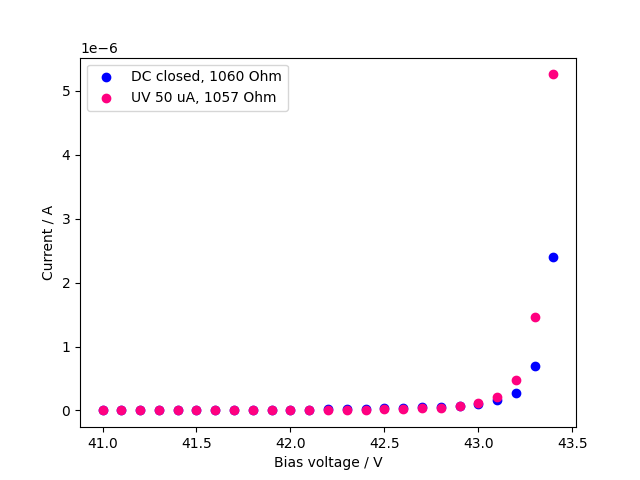 1e−6
DC closed, 1060 Ohm
UV 50 uA, 1057 Ohm
5
4
3
2
1
0
Current / A
41.0 41.5 42.0 42.5 43.0 43.5
Bias voltage / V